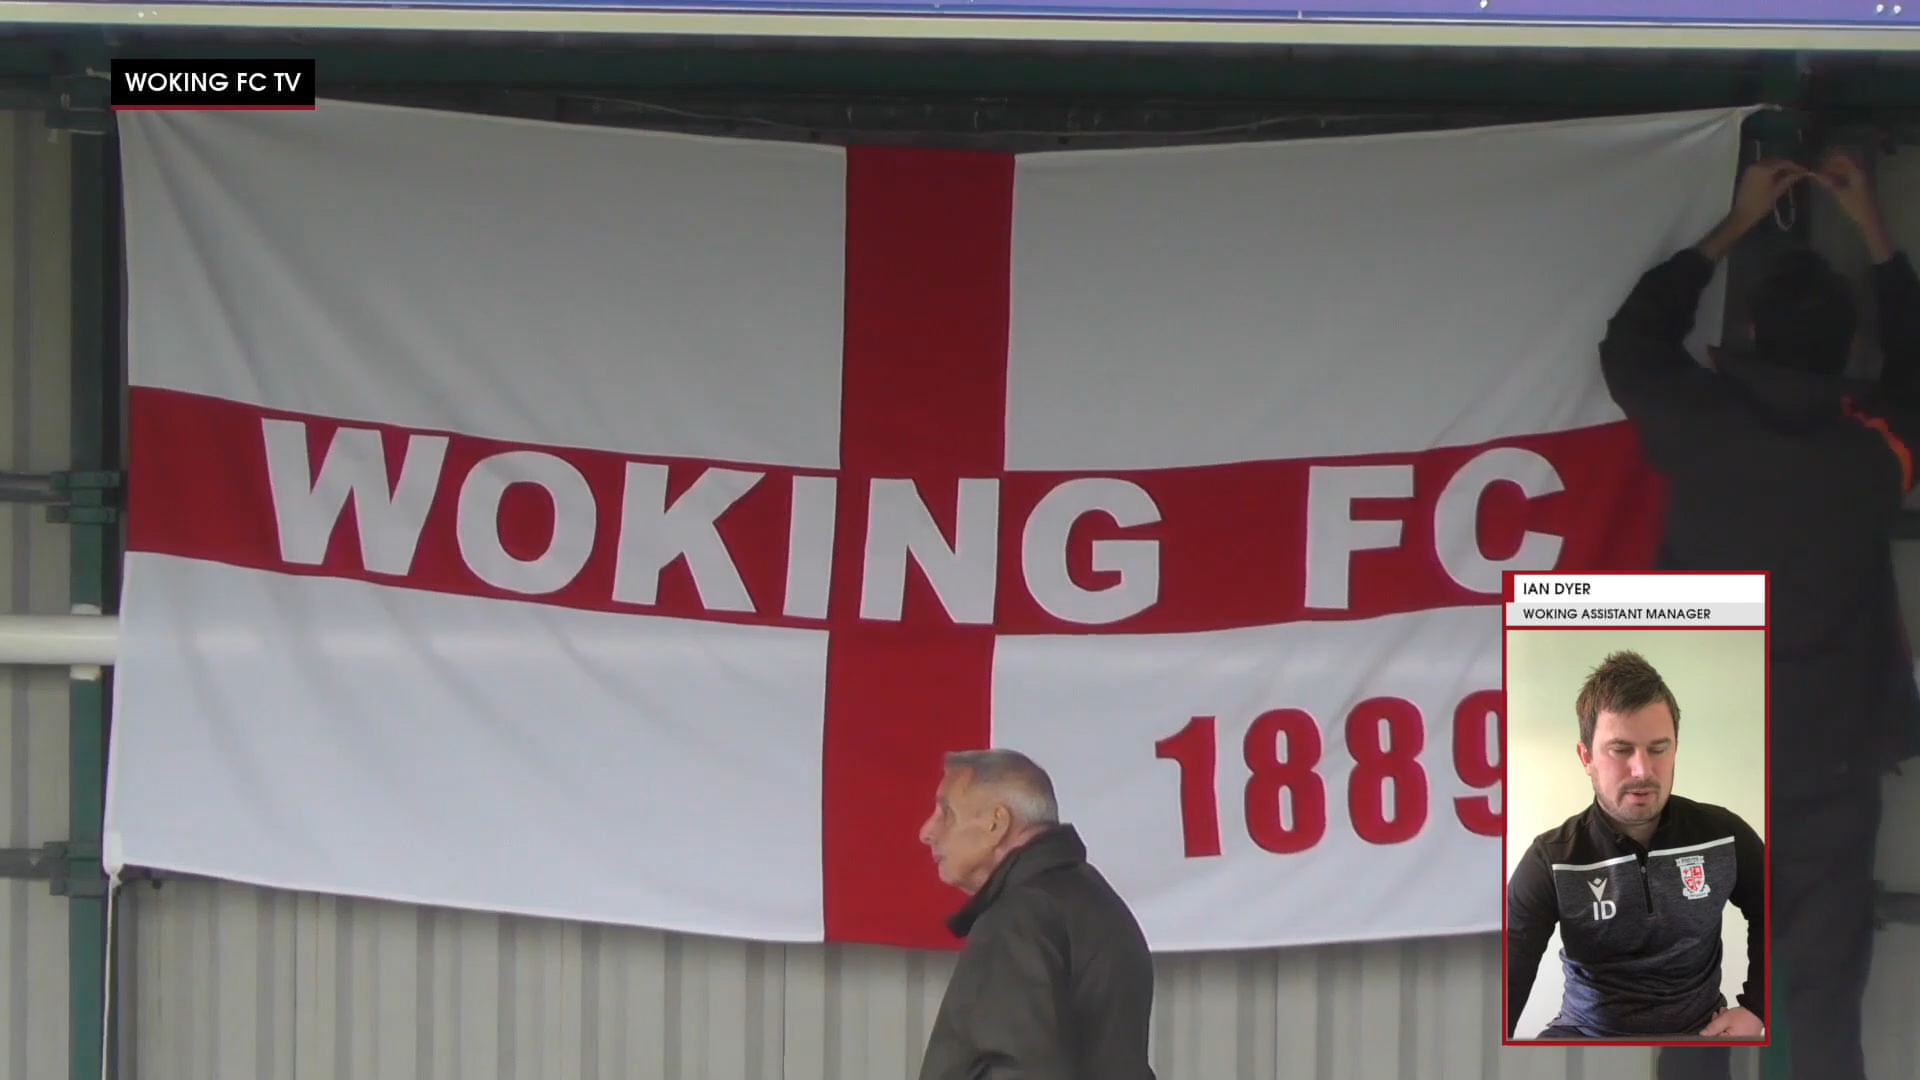 WOKING FC TV
WOKING FC
1889
IAN DYER
WOKING ASSISTANT MANAGER
ID